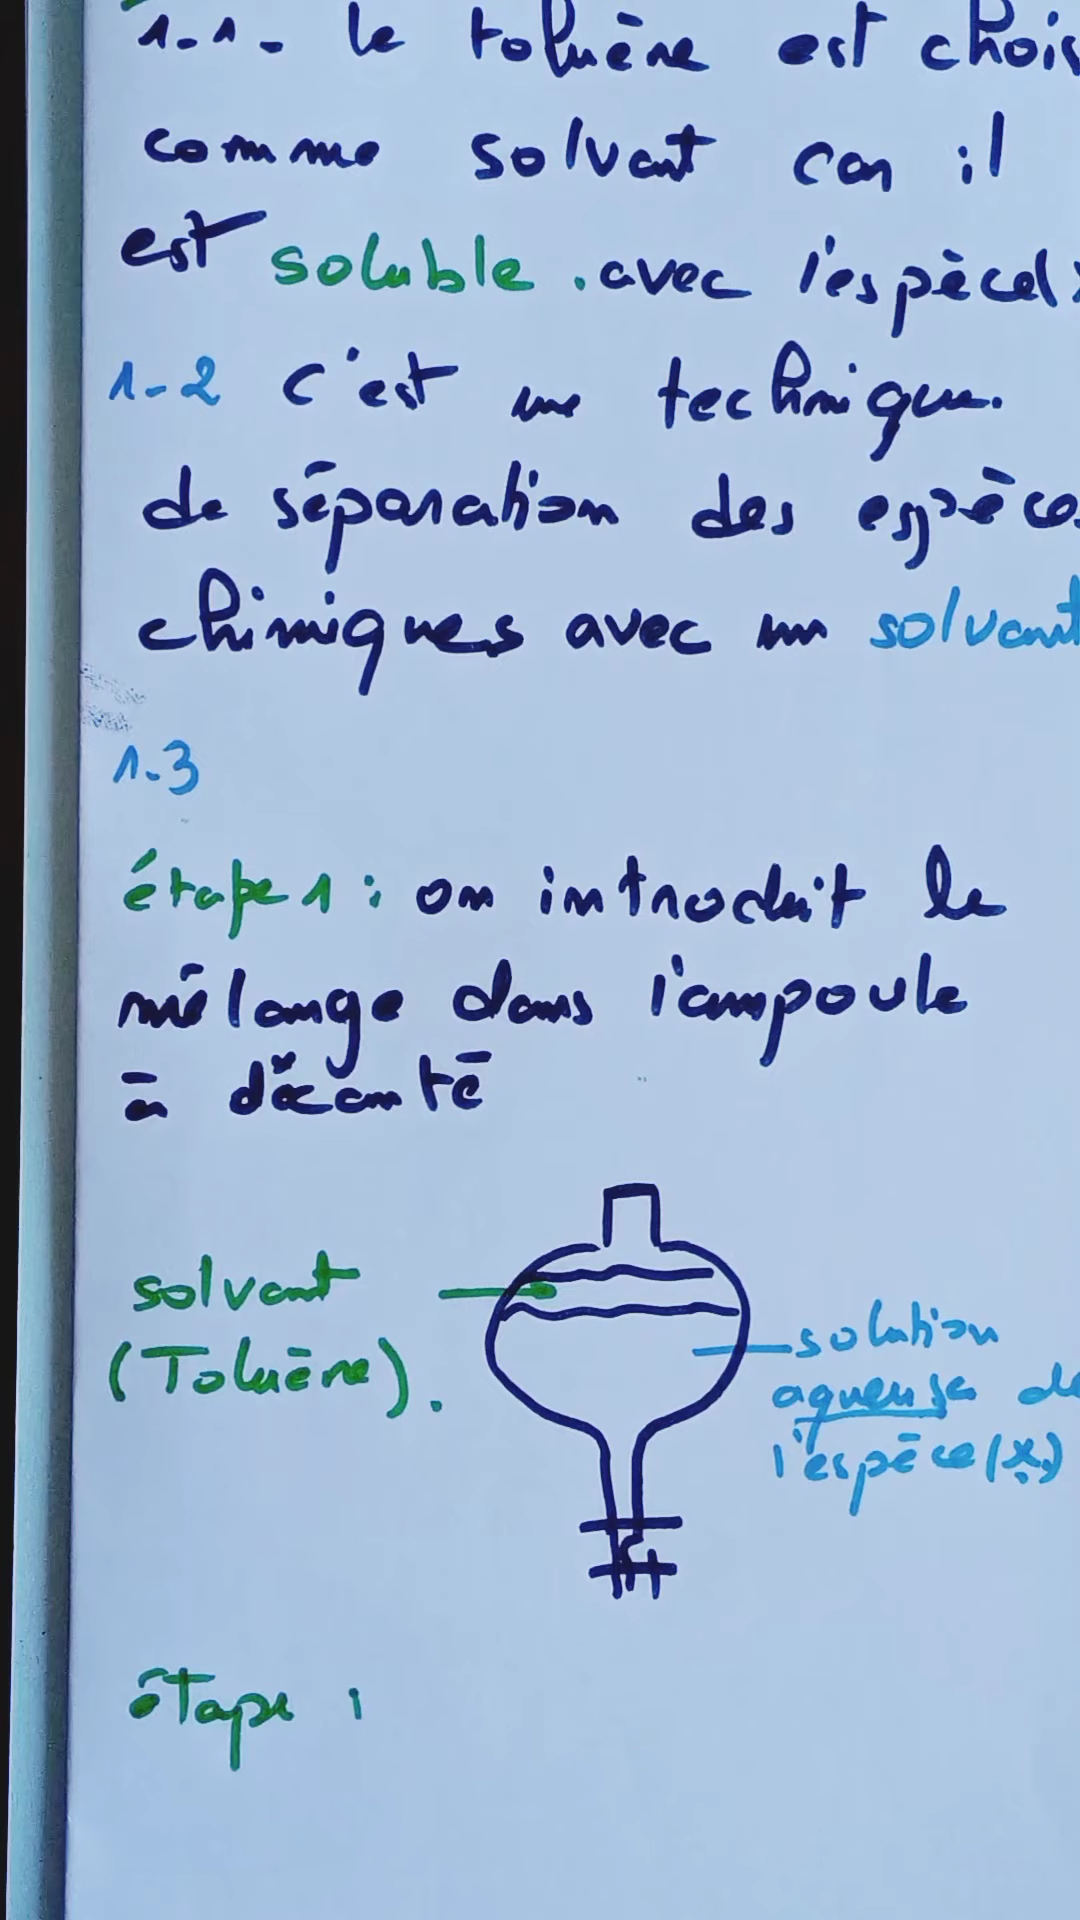 1.1. le toluène est chois
comme solvant car il
est soluble. avec l'espèce(x
1-2 c'est une technique.
de séparation des espèce
chimiques avec un solvant
1.3
étape 1: on introduit le
mélange dans l'ampoule
à décanté
solvant
(Toluène).
solution
aqueuse de
l'espèce(x)
étape :